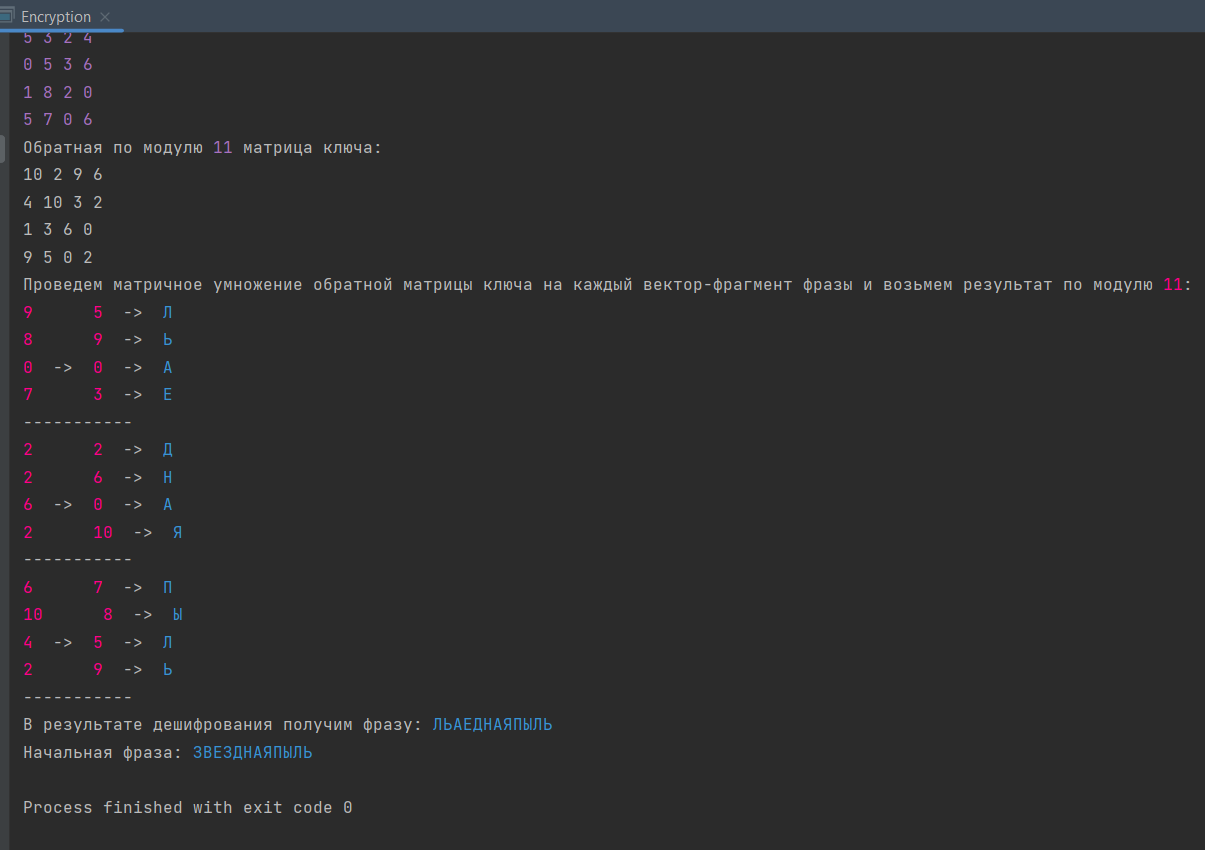 Encryption
5 3 2 4
0 5 3 6
1 8 2 0
5 7 0 6
Обратная по модулю 11 матрица ключа:
10 2 9 6
4 10 3 2
1 3 6 0
9 5 0 2
Проведем матричное умножение обратной матрицы ключа на каждый вектор-фрагмент фразы и возьмем результат по модулю 11:
9 5 -> Л
8 9 -> Ь
0 -> 0 -> А
7 3 -> Е
-----------
2 2 -> Д
2 6 -> Н
6 -> 0 -> А
2 10 -> Я
-----------
6 7 -> П
10 8 -> Ы
4 -> 5 -> Л
2 9 -> Ь
-----------
В результате дешифрования получим фразу: ЛЬАЕДНАЯПЫЛЬ
Начальная фраза: ЗВЕЗДНАЯПЫЛЬ
Process finished with exit code 0